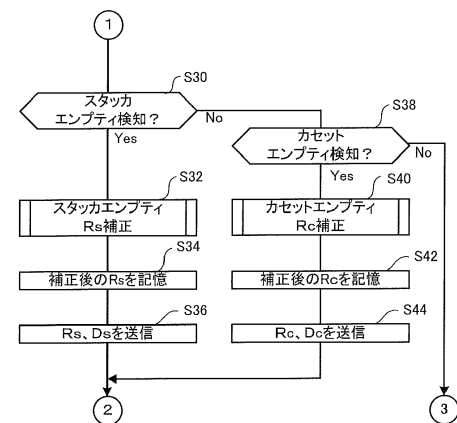 1
S30
スタッカ
エンプティ検知？
No
Yes
S38
カセット
エンプティ検知？
No
Yes
S32
スタッカエンプティ
Rs補正
S40
カセットエンプティ
Rc補正
S34
補正後のRsを記憶
S42
補正後のRcを記憶
S36
Rs、Dsを送信
S44
Rc、Dcを送信
2
3